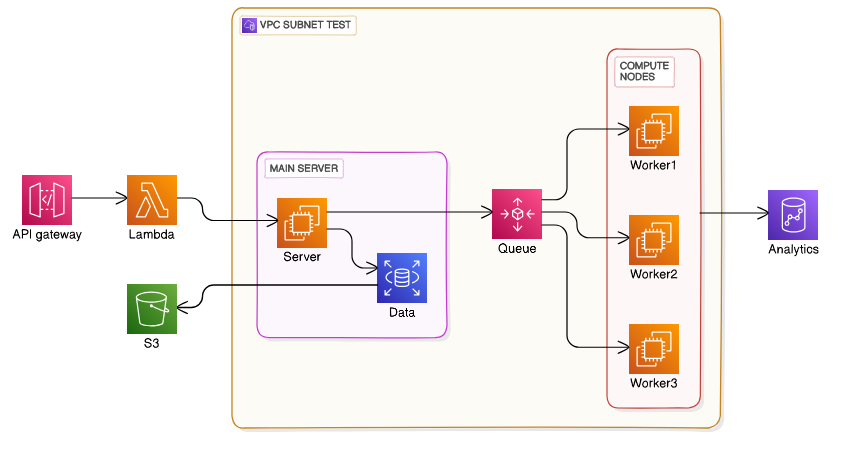 VPC SUBNET TEST
COMPUTE
NODES
Worker1
MAIN SERVER
API gateway
Lambda
Server
Queue
Worker2
Analytics
Data
S3
Worker3